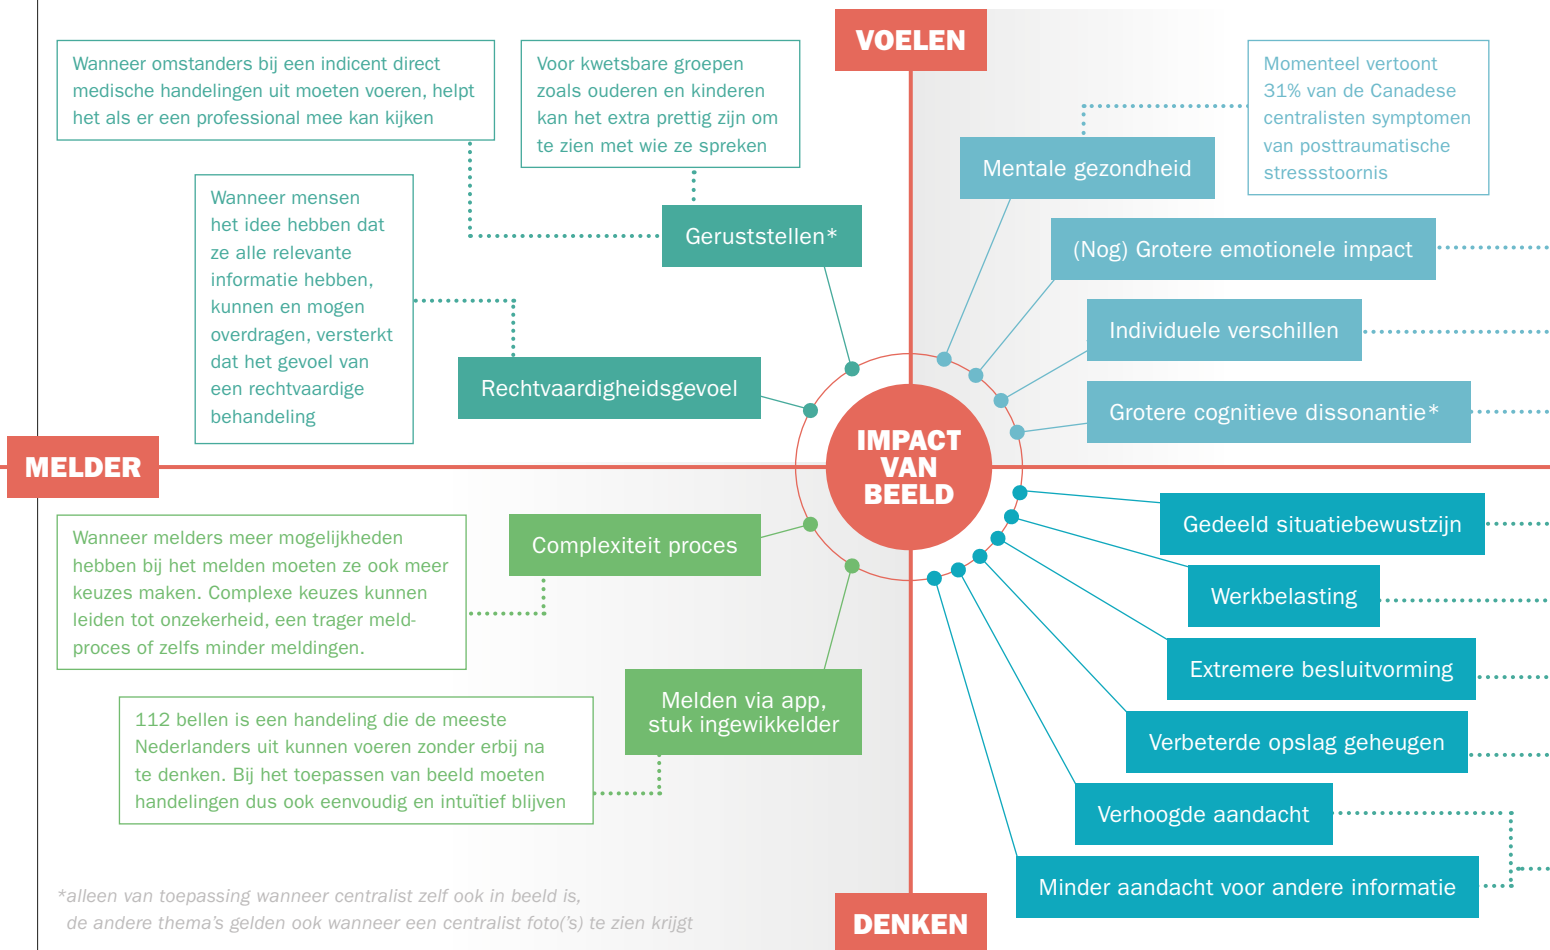 VOELEN
Wanneer omstanders bij een indicent direct
medische handelingen uit moeten voeren, helpt
het als er een professional mee kan kijken
Voor kwetsbare groepen
zoals ouderen en kinderen
kan het extra prettig zijn om
te zien met wie ze spreken
Wanneer mensen
het idee hebben dat
ze alle relevante
informatie hebben,
kunnen en mogen
overdragen, versterkt
dat het gevoel van
een rechtvaardige
behandeling
Geruststellen*
Rechtvaardigheidsgevoel
Momenteel vertoont
31% van de Canadese
centralisten symptomen
van posttraumatische
stressstoornis
Mentale gezondheid
(Nog) Grotere emotionele impact
Individuele verschillen
Grotere cognitieve dissonantie*
MELDER
IMPACT
VAN
BEELD
Wanneer melders meer mogelijkheden
hebben bij het melden moeten ze ook meer
keuzes maken. Complexe keuzes kunnen
leiden tot onzekerheid, een trager meld-
proces of zelfs minder meldingen.
Complexiteit proces
Melden via app,
stuk ingewikkelder
112 bellen is een handeling die de meeste
Nederlanders uit kunnen voeren zonder erbij na
te denken. Bij het toepassen van beeld moeten
handelingen dus ook eenvoudig en intuïtief blijven
Gedeeld situatiebewustzijn
Werkbelasting
Extremere besluitvorming
Verbeterde opslag geheugen
Verhoogde aandacht
Minder aandacht voor andere informatie
*alleen van toepassing wanneer centralist zelf ook in beeld is,
de andere thema's gelden ook wanneer een centralist foto('s) te zien krijgt
DENKEN